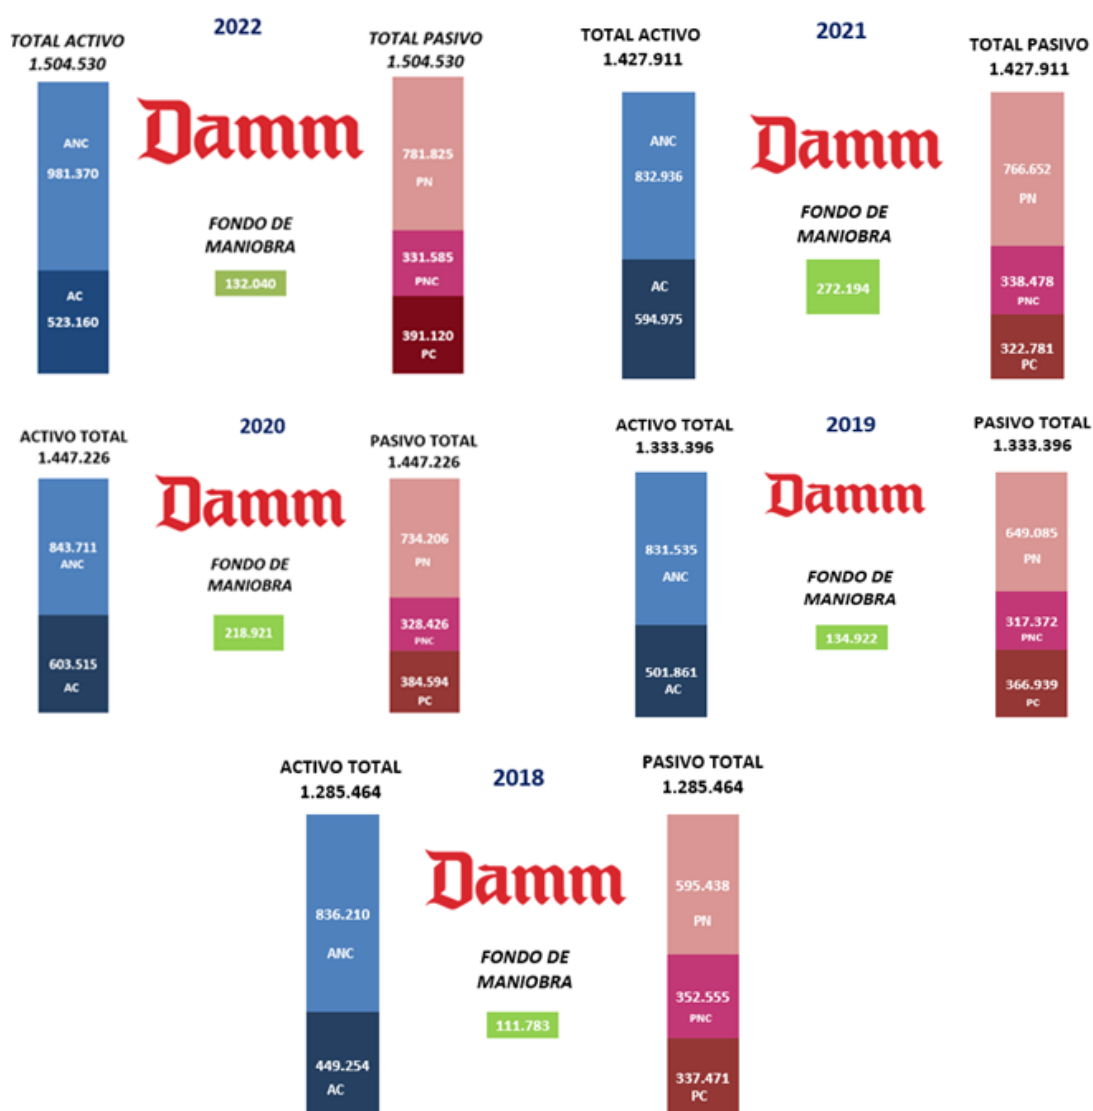 2022
TOTAL ACTIVO
1.504.530
TOTAL PASIVO
1.504.530
ANC
981.370
AC
523.160
Damm
FONDO DE
MANIOBRA
132.040
781.825
PN
331.585
PNC
391.120
PC
2021
TOTAL ACTIVO
1.427.911
TOTAL PASIVO
1.427.911
ANC
832.936
AC
594.975
Damm
FONDO DE
MANIOBRA
272.194
766.652
PN
338.478
PNC
322.781
PC
2020
ACTIVO TOTAL
1.447.226
PASIVO TOTAL
1.447.226
843.711
ANC
603.515
AC
Damm
FONDO DE
MANIOBRA
218.921
734.206
PN
328.426
PNC
384.594
PC
2019
ACTIVO TOTAL
1.333.396
PASIVO TOTAL
1.333.396
831.535
ANC
501.861
AC
Damm
FONDO DE
MANIOBRA
134.922
649.085
PN
317.372
PNC
366.939
PC
2018
ACTIVO TOTAL
1.285.464
PASIVO TOTAL
1.285.464
836.210
ANC
449.254
AC
Damm
FONDO DE
MANIOBRA
111.783
595.438
PN
352.555
PNC
337.471
PC